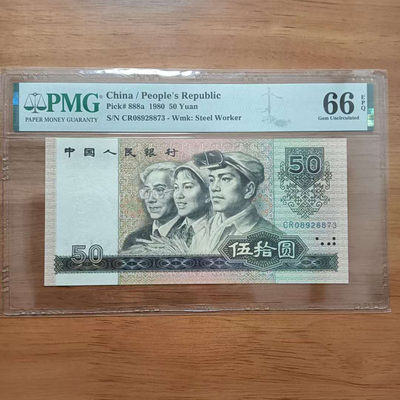 PMG
PAPER MONEY GUARANTY
China / People's Republic
Pick# 888a 1980 50 Yuan
S/N CR08928873 - Wmk: Steel Worker
66 EPQ
Gem Uncirculated
中国人民银行
50
CR08928873
50
伍拾圆